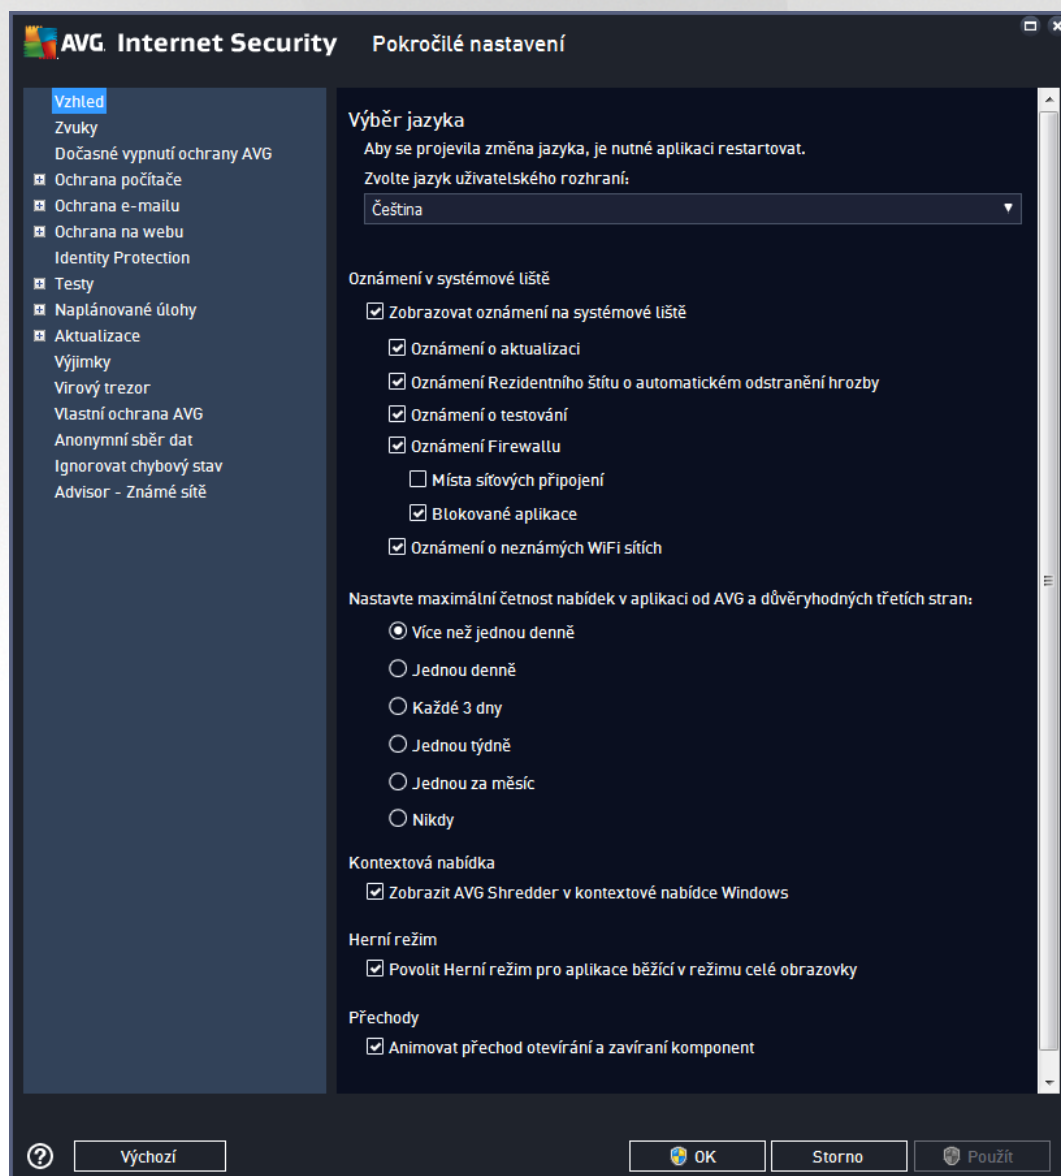 AVG. Internet Security Pokročilé nastavení
Vzhled
Zvuky
Dočasné vypnutí ochrany AVG
Ochrana počítače
Ochrana e-mailu
Ochrana na webu
Identity Protection
Testy
Naplánované úlohy
Aktualizace
Výjimky
Virový trezor
Vlastní ochrana AVG
Anonymní sběr dat
Ignorovat chybový stav
Advisor - Známé sítě
Výběr jazyka
Aby se projevila změna jazyka, je nutné aplikaci restartovat.
Zvolte jazyk uživatelského rozhraní:
Čeština
Oznámení v systémové liště
Zobrazovat oznámení na systémové liště
Oznámení o aktualizaci
Oznámení Rezidentního štítu o automatickém odstranění hrozby
Oznámení o testování
Oznámení Firewallu
Místa síťových připojení
Blokované aplikace
Oznámení o neznámých WiFi sítích
Nastavte maximální četnost nabídek v aplikaci od AVG a důvěryhodných třetích stran:
Více než jednou denně
Jednou denně
Každé 3 dny
Jednou týdně
Jednou za měsíc
Nikdy
Kontextová nabídka
Zobrazit AVG Shredder v kontextové nabídce Windows
Herní režim
Povolit Herní režim pro aplikace běžící v režimu celé obrazovky
Přechody
Animovat přechod otevírání a zavíraní komponent
Výchozí
OK
Storno
Použít